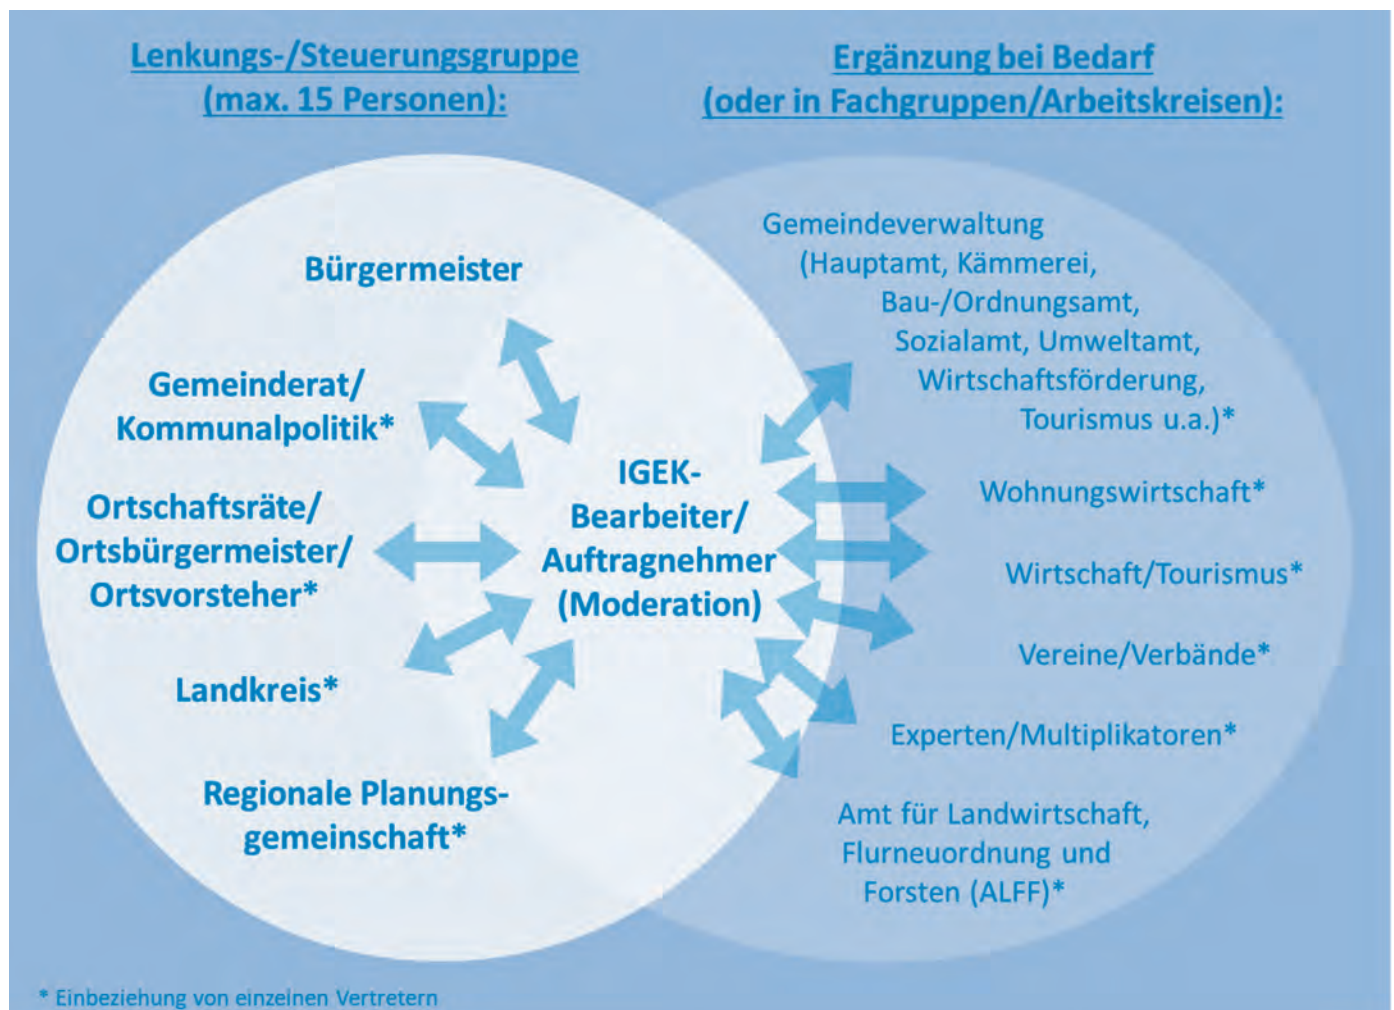 Lenkungs-/Steuerungsgruppe
(max. 15 Personen):
Ergänzung bei Bedarf
(oder in Fachgruppen/Arbeitskreisen):
Bürgermeister
Gemeinderat/
Kommunalpolitik*
Ortschaftsräte/
Ortsbürgermeister/
Ortsvorsteher*
Landkreis*
Regionale Planungs-
gemeinschaft*
IGEK-
Bearbeiter/
Auftragnehmer
(Moderation)
Gemeindeverwaltung
(Hauptamt, Kämmerei,
Bau-/Ordnungsamt,
Sozialamt, Umweltamt,
Wirtschaftsförderung,
Tourismus u.a.)*
Wohnungswirtschaft*
Wirtschaft/Tourismus*
Vereine/Verbände*
Experten/Multiplikatoren*
Amt für Landwirtschaft,
Flurneuordnung und
Forsten (ALFF)*
* Einbeziehung von einzelnen Vertretern